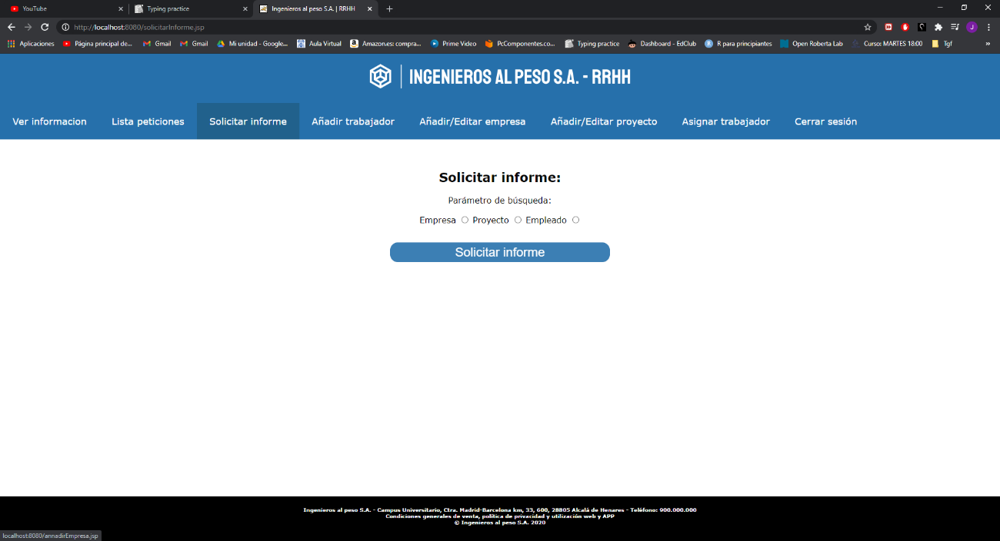 YouTube
Typing practice
Ingenieros al peso S.A. | RRHH
http://localhost:8080/solicitarInforme.jsp
J
Aplicaciones
Página principal de...
Gmail
Gmail
Mi unidad - Google...
Aula Virtual
Amazon.es: compra...
Prime Video
PcComponentes.co...
Typing practice
Dashboard - EdClub
R para principiantes
Open Roberta Lab
Curso: MARTES 18:00
Tgf
»
INGENIEROS AL PESO S.A. - RRHH
Ver informacion
Lista peticiones
Solicitar informe
Añadir trabajador
Añadir/Editar empresa
Añadir/Editar proyecto
Asignar trabajador
Cerrar sesión
Solicitar informe:
Parámetro de búsqueda:
Empresa Proyecto Empleado
Solicitar informe
Ingenieros al peso S.A. - Campus Universitario, Ctra. Madrid-Barcelona km, 33, 600, 28805 Alcalá de Henares - Teléfono: 900.000.000
Condiciones generales de venta, política de privacidad y utilización web y APP
© Ingenieros al peso S.A. 2020
localhost:8080/annadirEmpresa.jsp